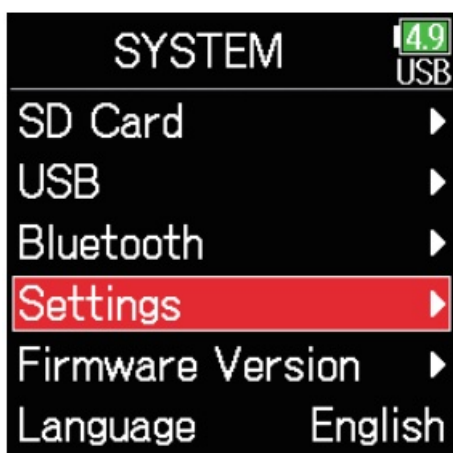 SYSTEM 4.9
USB
SD Card
USB
Bluetooth
Settings
Firmware Version
Language English